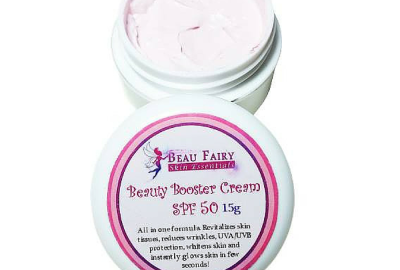 BEAU FAIRY
Skin Essentials
Beauty Booster Cream
SPF 50 15g
All in one formula. Revitalizes skin
tissues, reduces wrinkles, UVA/UVB
protection, whitens skin and
instantly glows skin in few
seconds!